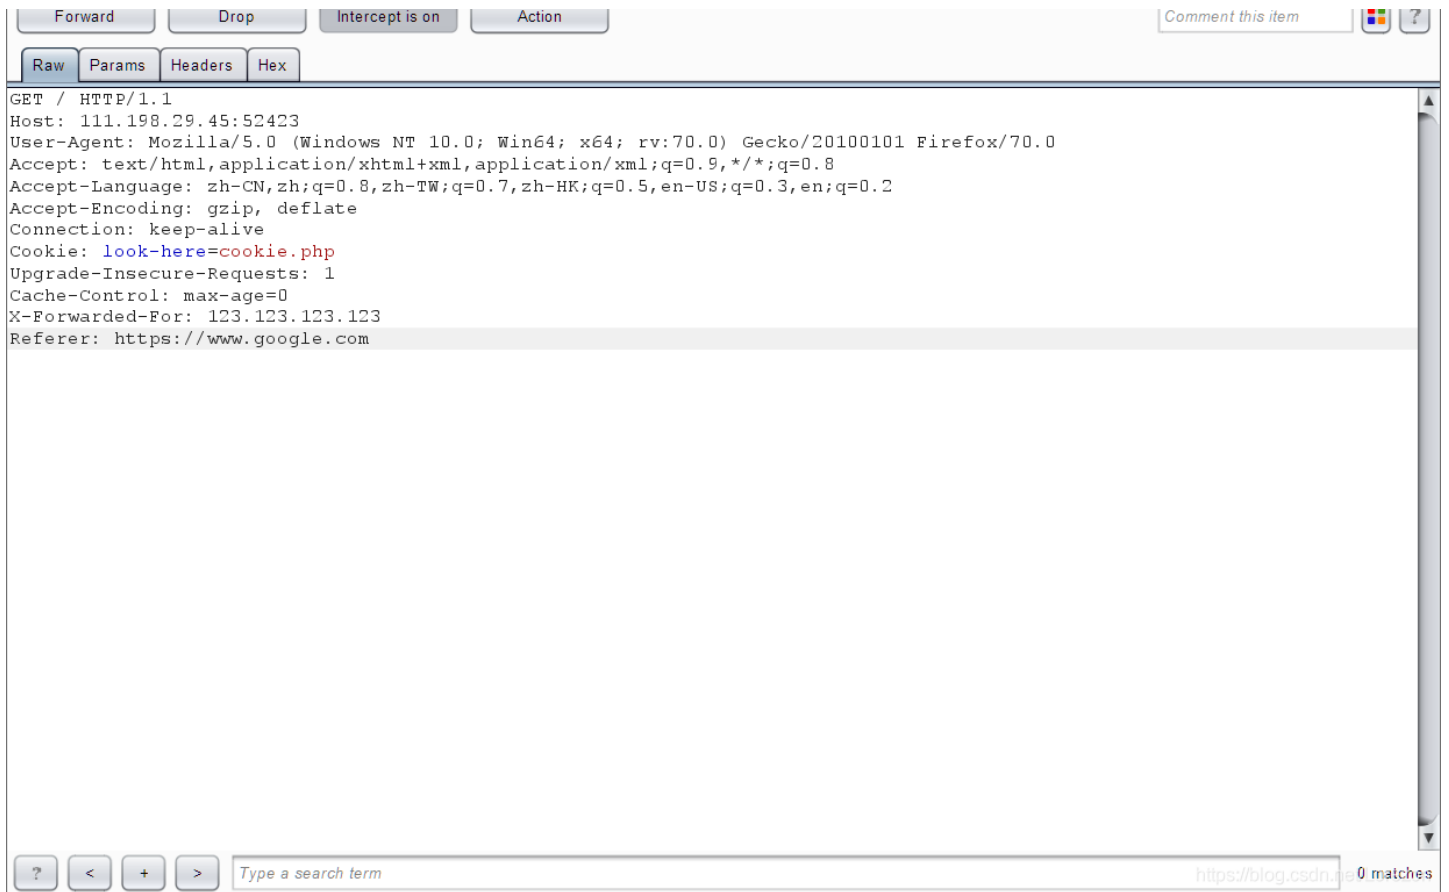 Forward Drop Intercept is on Action Comment this item ?
Raw Params Headers Hex
GET / HTTP/1.1
Host: 111.198.29.45:52423
User-Agent: Mozilla/5.0 (Windows NT 10.0; Win64; x64; rv:70.0) Gecko/20100101 Firefox/70.0
Accept: text/html,application/xhtml+xml,application/xml;q=0.9,*/*;q=0.8
Accept-Language: zh-CN,zh;q=0.8,zh-TW;q=0.7,zh-HK;q=0.5,en-US;q=0.3,en;q=0.2
Accept-Encoding: gzip, deflate
Connection: keep-alive
Cookie: look-here=cookie.php
Upgrade-Insecure-Requests: 1
Cache-Control: max-age=0
X-Forwarded-For: 123.123.123.123
Referer: https://www.google.com
? < + > Type a search term 0 matches